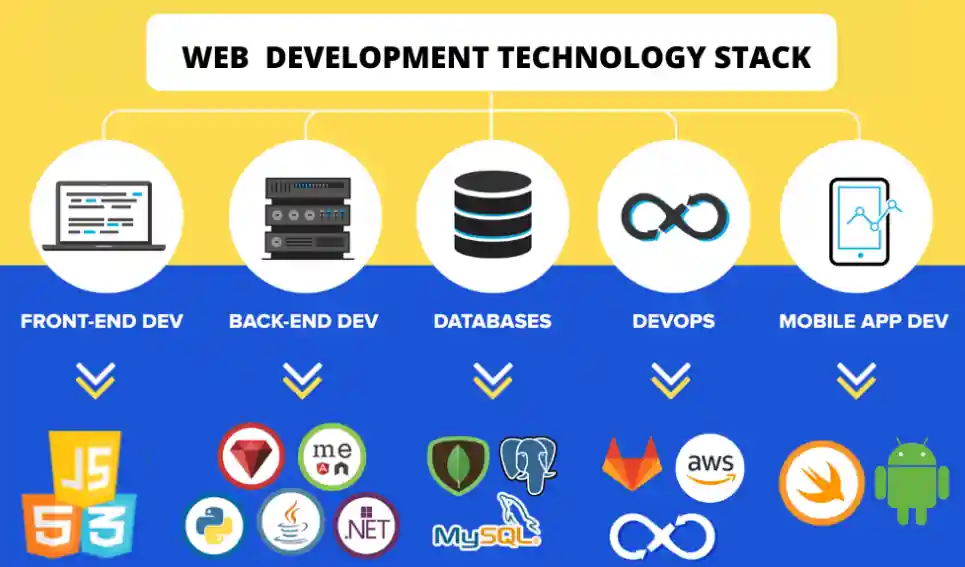 WEB DEVELOPMENT TECHNOLOGY STACK
FRONT-END DEV
BACK-END DEV
DATABASES
DEVOPS
MOBILE APP DEV
JS
5
3
me
A
.NET
MySQL
aws